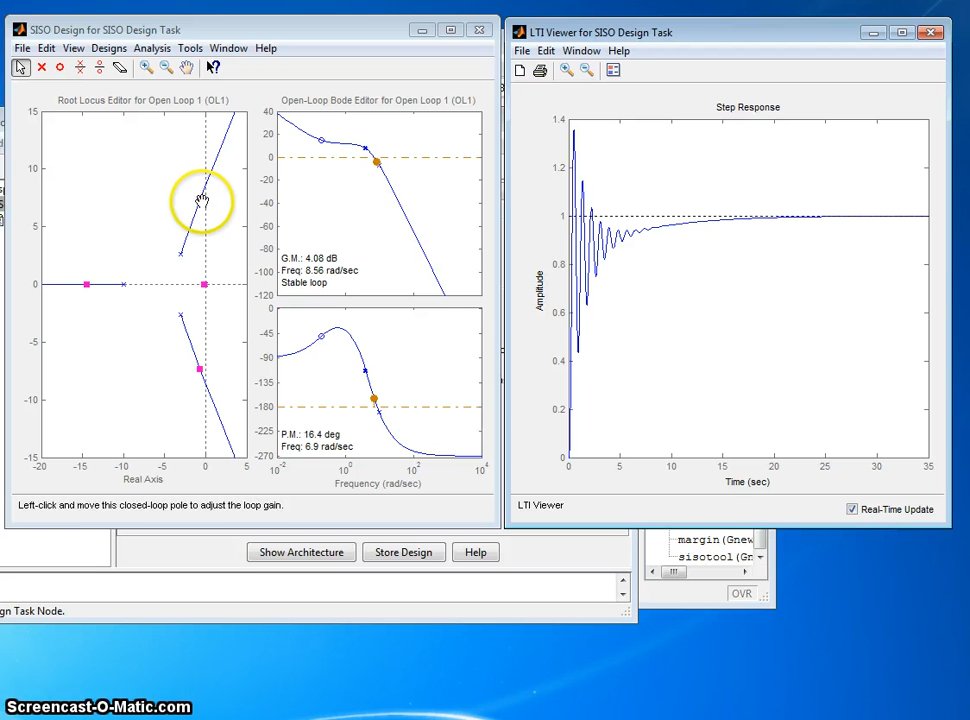 SISO Design for SISO Design Task
File Edit View Designs Analysis Tools Window Help
Root Locus Editor for Open Loop 1 (OL1)
15
10
5
0
-5
-10
-15
-20 -15 -10 -5 0 5
Real Axis
Open-Loop Bode Editor for Open Loop 1 (OL1)
40
20
0
-20
-40
-60
-80
-100
-120
G.M.: 4.08 dB
Freq: 8.56 rad/sec
Stable loop
0
-45
-90
-135
-180
-225
-270
P.M.: 16.4 deg
Freq: 6.9 rad/sec
10-2 100 102 104
Frequency (rad/sec)
Left-click and move this closed-loop pole to adjust the loop gain.
LTI Viewer for SISO Design Task
File Edit Window Help
Step Response
1.4
1.2
1
0.8
0.6
0.4
0.2
0
Amplitude
0 5 10 15 20 25 30 35
Time (sec)
LTI Viewer
Real-Time Update
Show Architecture Store Design Help
margin(Gnew
sisotool(Gn
OVR
gn Task Node.
Screencast-O-Matic.com